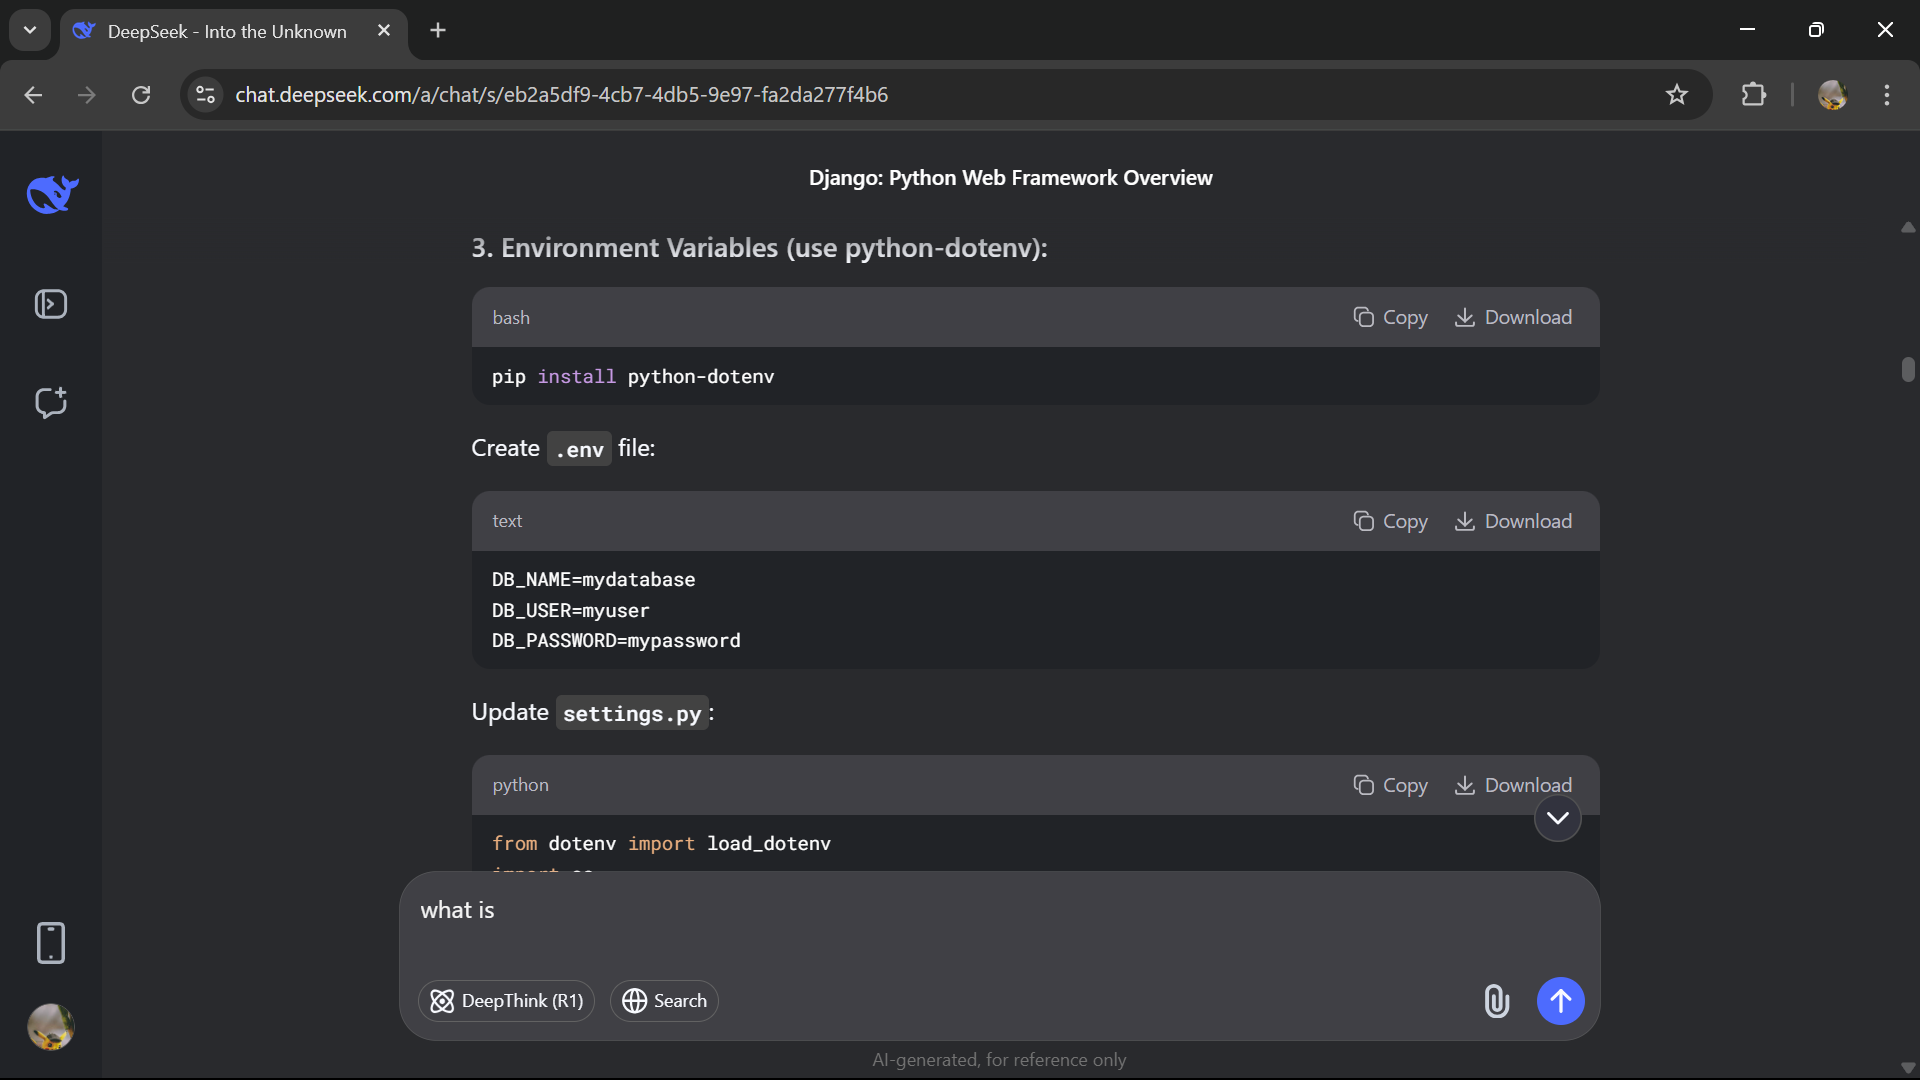 DeepSeek - Into the Unknown
chat.deepseek.com/a/chat/s/eb2a5df9-4cb7-4db5-9e97-fa2da277f4b6
Django: Python Web Framework Overview
3. Environment Variables (use python-dotenv):
bash Copy Download
pip install python-dotenv
Create .env file:
text Copy Download
DB_NAME=mydatabase
DB_USER=myuser
DB_PASSWORD=mypassword
Update settings.py:
python Copy Download
from dotenv import load_dotenv
what is
DeepThink (R1) Search
AI-generated, for reference only